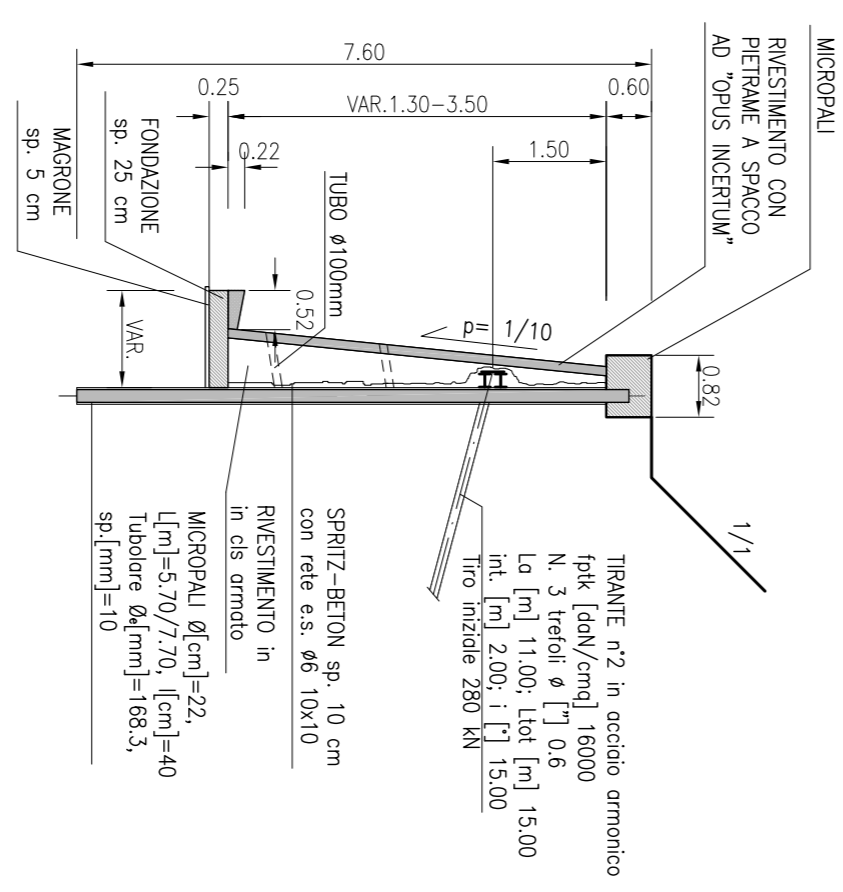 MICROPALI
RIVESTIMENTO CON
PIETRAME A SPACCO
AD "OPUS INCERTUM"
7.60
0.25
VAR.1.30-3.50
0.60
0.22
1.50
FONDAZIONE
sp. 25 cm
MAGRONE
sp. 5 cm
TUBO ø100mm
VAR.
0.52
p= 1/10
0.82
1/1
TIRANTE n°2 in acciaio armonico
fptk [daN/cmq] 16000
N. 3 trefoli ø ["] 0.6
La [m] 11.00; Ltot [m] 15.00
int. [m] 2.00; i [°] 15.00
Tiro iniziale 280 kN
SPRITZ-BETON sp. 10 cm
con rete e.s. ø6 10x10
RIVESTIMENTO in
in cls armato
MICROPALI Ø[cm]=22,
L[m]=5.70/7.70, I[cm]=40
Tubolare Øe[mm]=168.3,
sp.[mm]=10